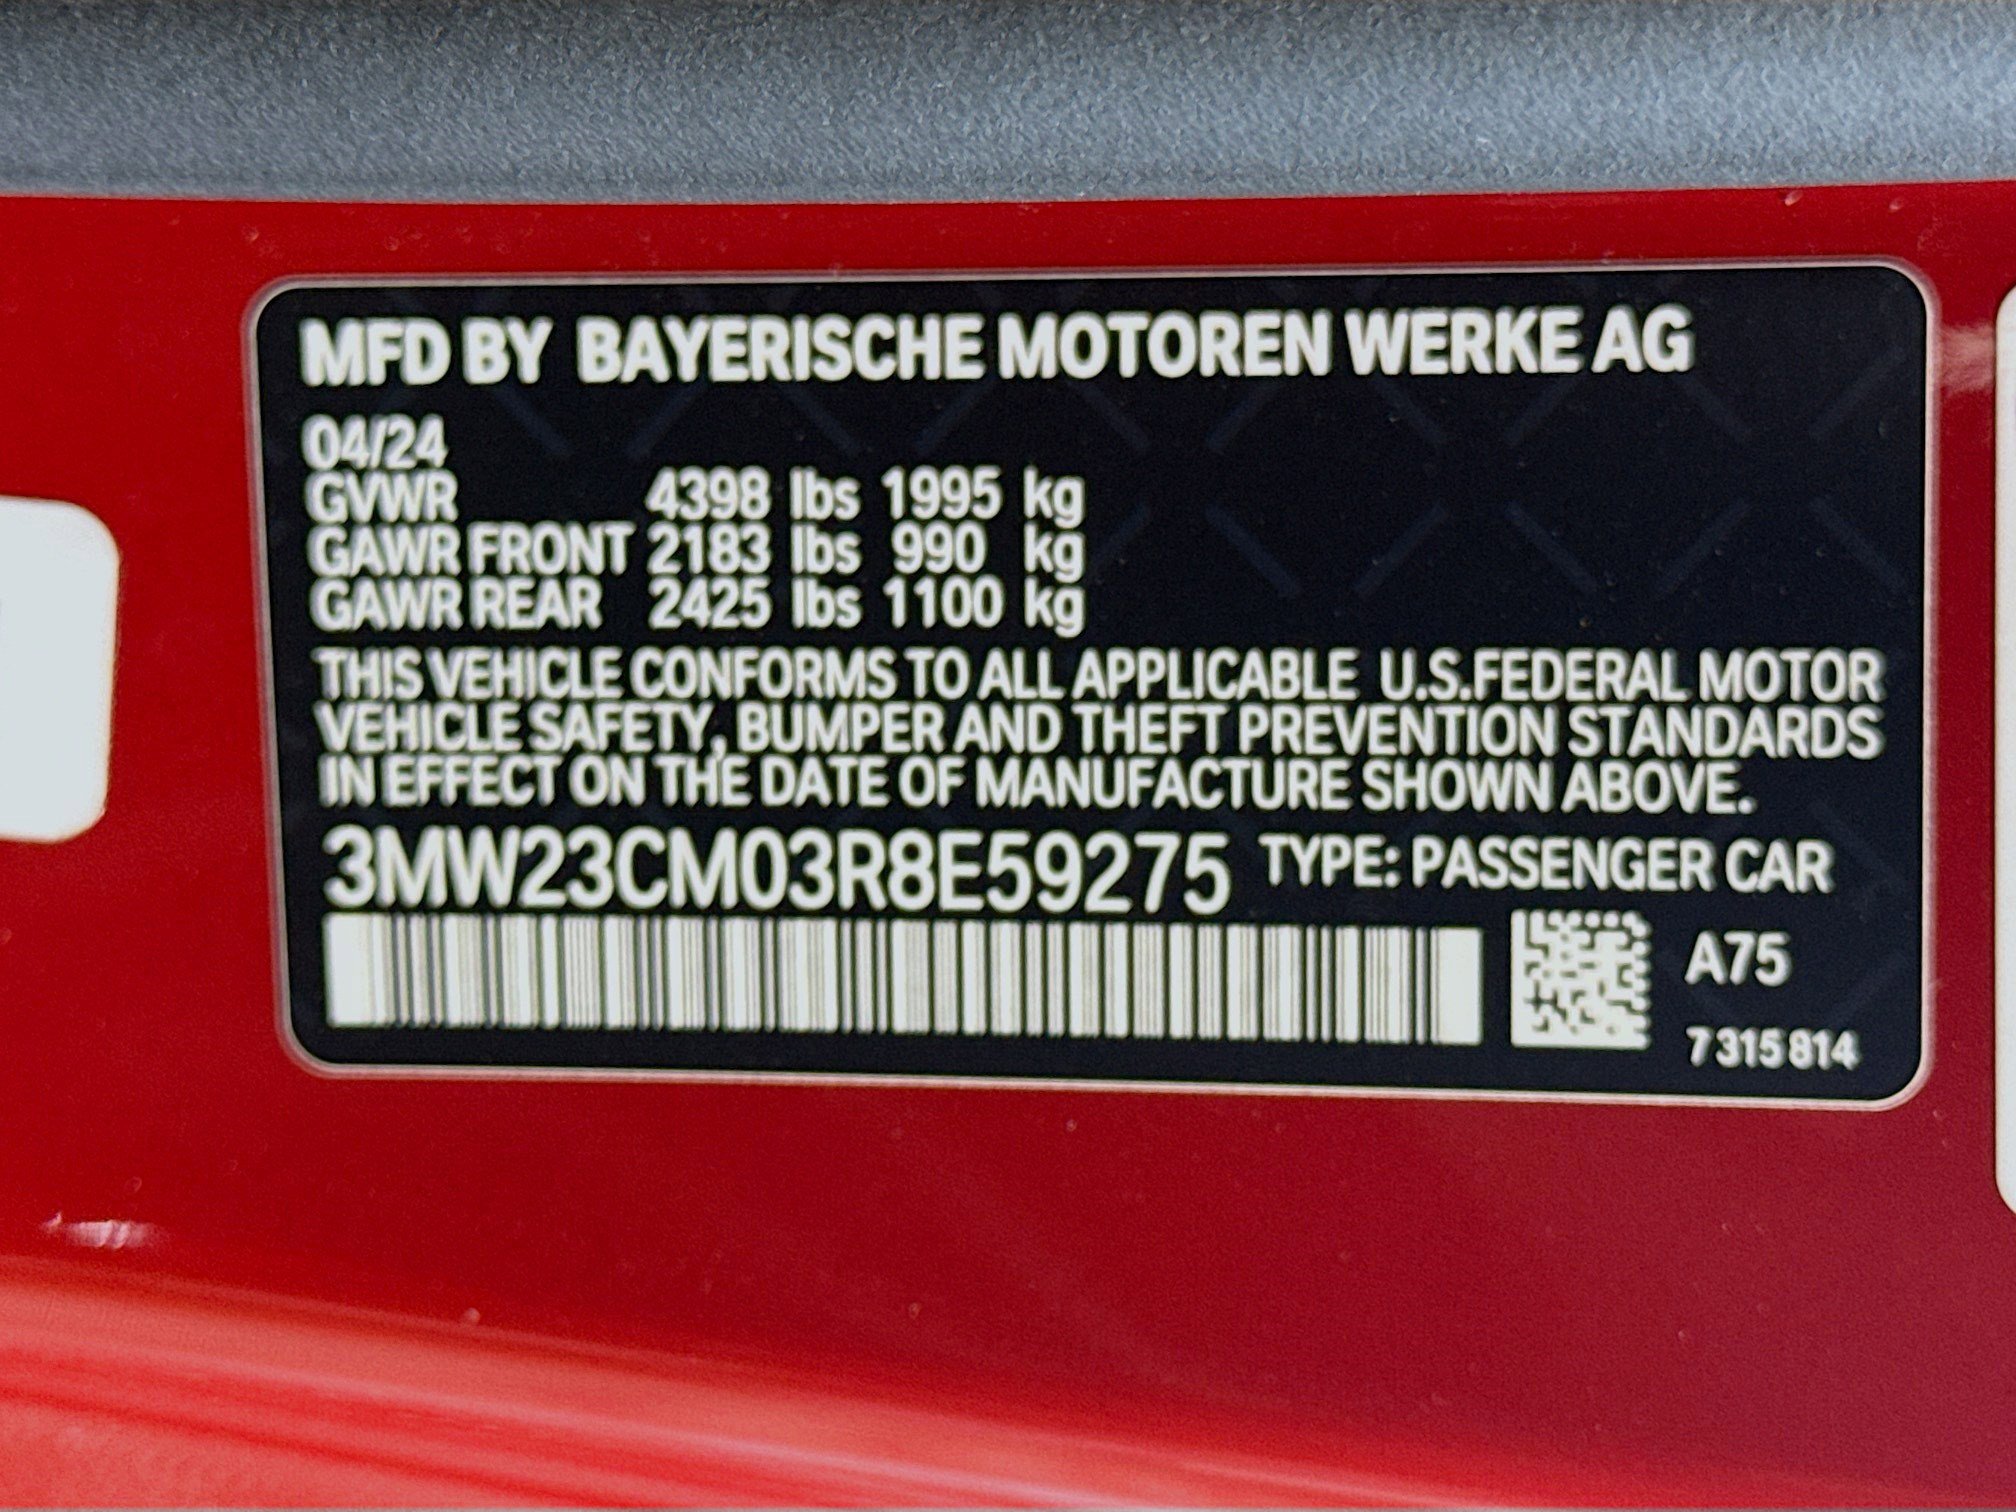 MFD BY BAYERISCHE MOTOREN WERKE AG
04/24
GVWR 4398 lbs 1995 kg
GAWR FRONT 2183 lbs 990 kg
GAWR REAR 2425 lbs 1100 kg
THIS VEHICLE CONFORMS TO ALL APPLICABLE U.S.FEDERAL MOTOR
VEHICLE SAFETY, BUMPER AND THEFT PREVENTION STANDARDS
IN EFFECT ON THE DATE OF MANUFACTURE SHOWN ABOVE.
3MW23CM03R8E59275 TYPE: PASSENGER CAR
A75
7 315 814